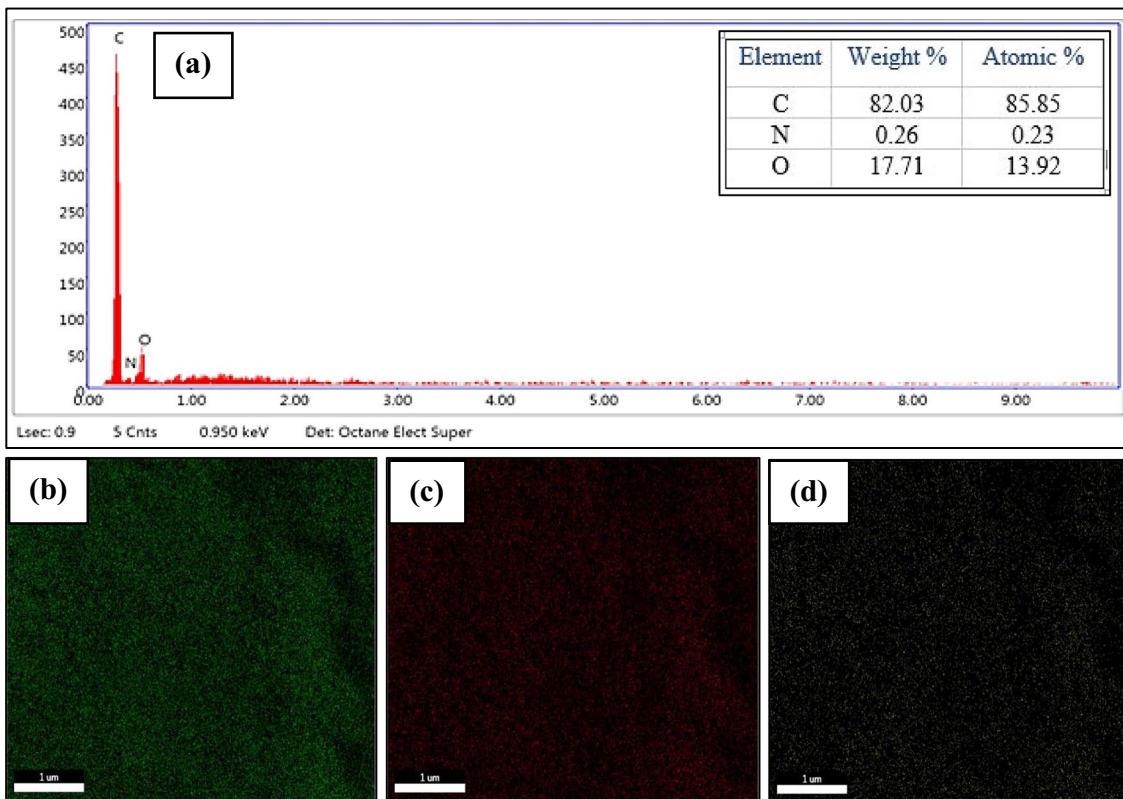 500
450
400
350
300
250
200
150
100
50
0
C
N
O
(a)
Element Weight % Atomic %
C 82.03 85.85
N 0.26 0.23
O 17.71 13.92
0.00 1.00 2.00 3.00 4.00 5.00 6.00 7.00 8.00 9.00
Lsec: 0.9 5 Cnts 0.950 keV Det: Octane Elect Super
(b) (c) (d)
1 um 1 um 1 um